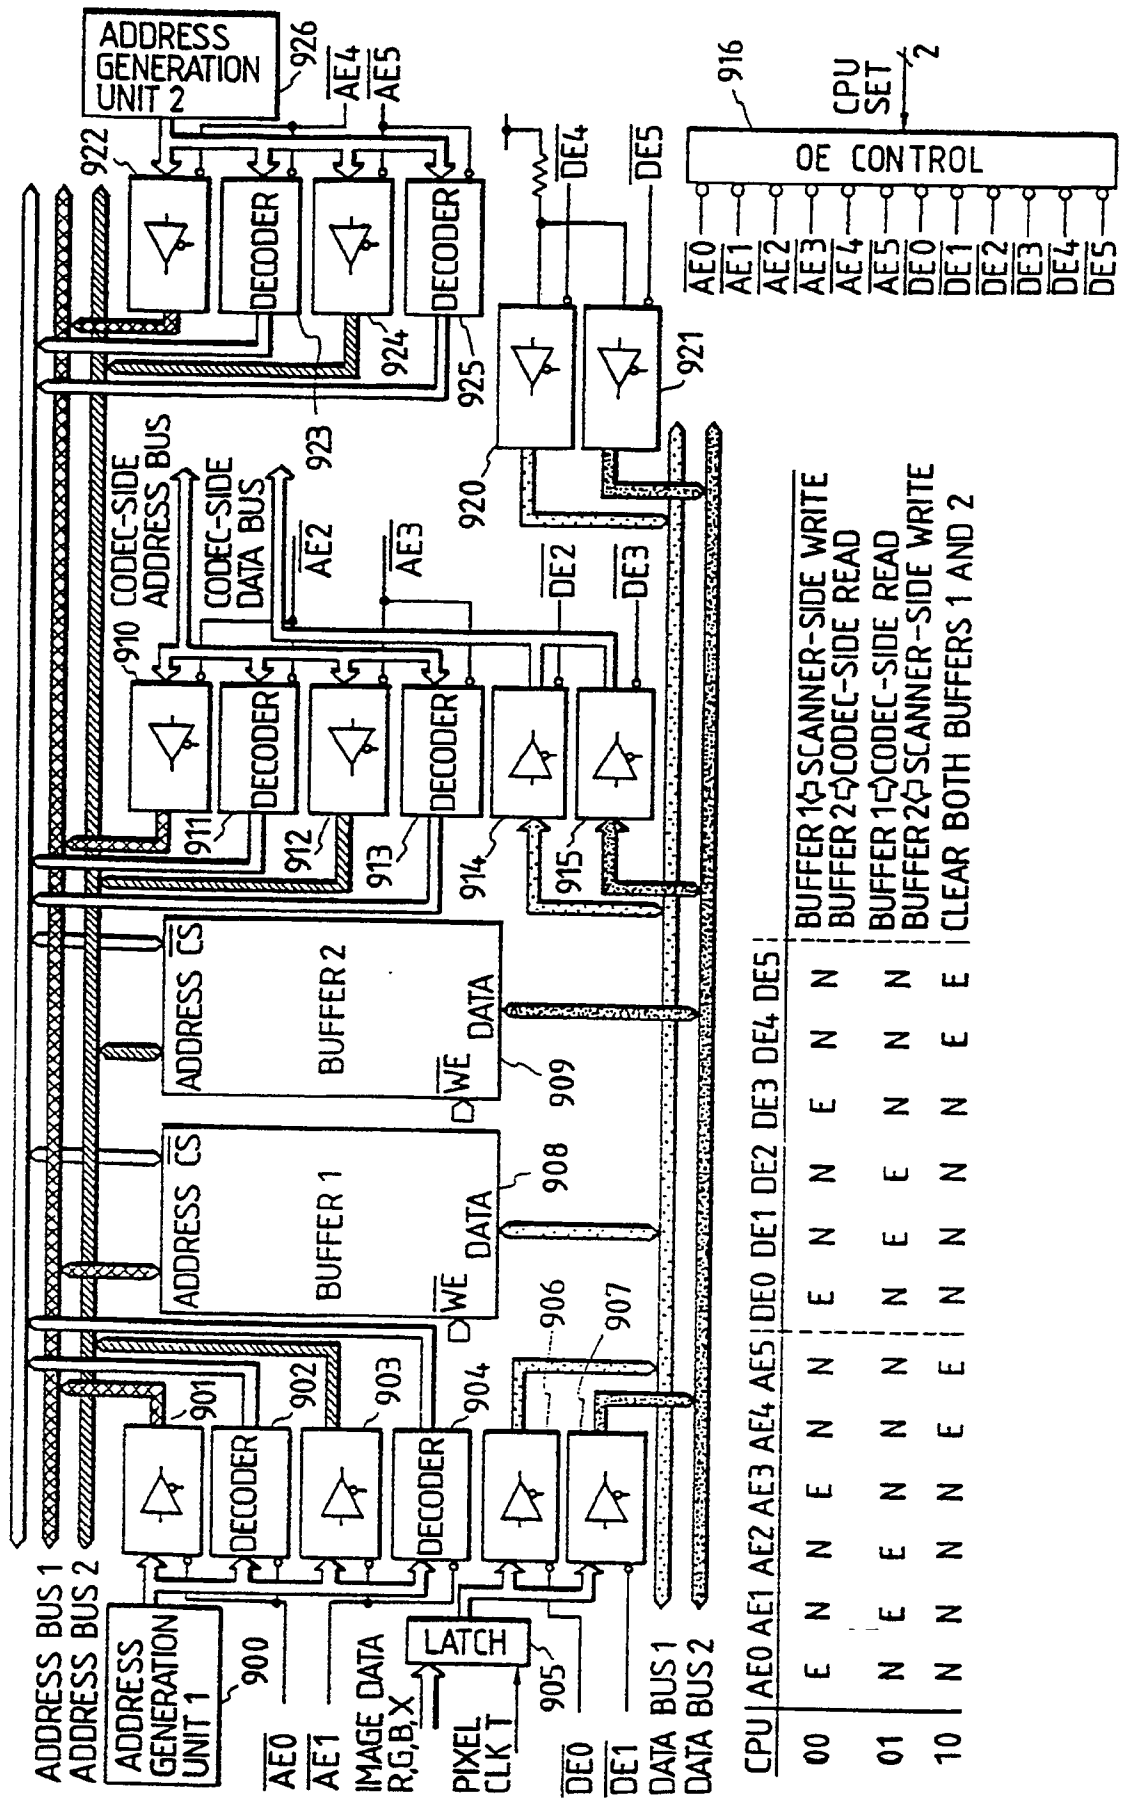 ADDRESS BUS 1
ADDRESS BUS 2
ADDRESS
GENERATION
UNIT 1
900
AE0
AE1
IMAGE DATA
R,G,B,X
PIXEL
CLK T
LATCH
905
DE0
DE1
DATA BUS 1
DATA BUS 2
901
DECODER
902
903
DECODER
904
906
907
ADDRESS CS
BUFFER 1
WE
DATA
908
ADDRESS CS
BUFFER 2
WE
DATA
909
910
CODEC-SIDE
ADDRESS BUS
CODEC-SIDE
DATA BUS
DECODER
911
912
DECODER
913
914
915
AE2
AE3
DE2
DE3
922
ADDRESS
GENERATION
UNIT 2
926
AE4
AE5
DECODER
923
924
DECODER
925
920
921
DE4
DE5
916
OE CONTROL
CPU
SET
2
AE0
AE1
AE2
AE3
AE4
AE5
DE0
DE1
DE2
DE3
DE4
DE5
CPU AE0 AE1 AE2 AE3 AE4 AE5 DE0 DE1 DE2 DE3 DE4 DE5
00 E N N E N N E N N E N N BUFFER 1⇦SCANNER-SIDE WRITE
BUFFER 2⇨CODEC-SIDE READ
01 N E E N N N N E E N N N BUFFER 1⇨CODEC-SIDE READ
BUFFER 2⇦SCANNER-SIDE WRITE
10 N N N N E E N N N N E E CLEAR BOTH BUFFERS 1 AND 2